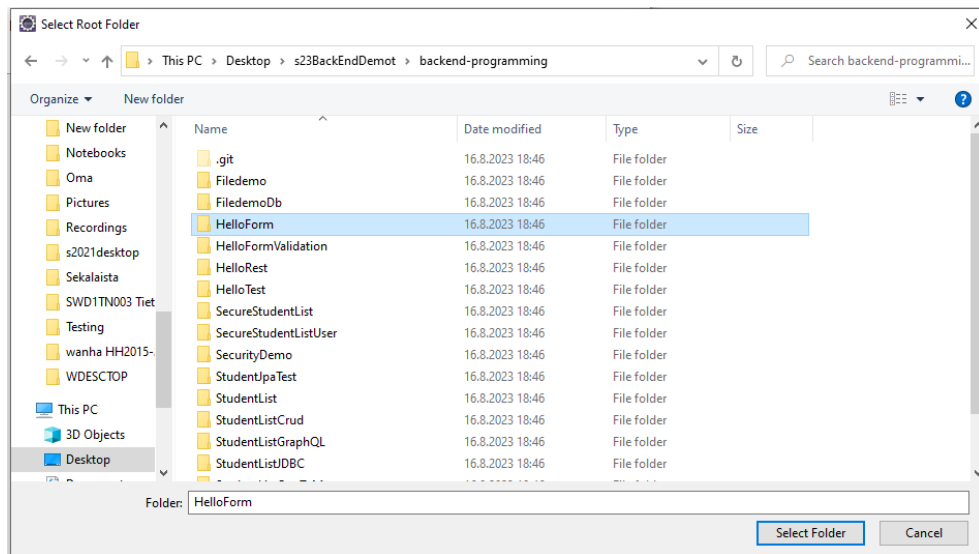 Select Root Folder
This PC > Desktop > s23BackEndDemot > backend-programming
Search backend-programmi...
Organize New folder
New folder
Notebooks
Oma
Pictures
Recordings
s2021desktop
Sekalaista
SWD1TN003 Tiet
Testing
wanha HH2015-
WDESCTOP
This PC
3D Objects
Desktop
Name Date modified Type Size
.git 16.8.2023 18:46 File folder
Filedemo 16.8.2023 18:46 File folder
FiledemoDb 16.8.2023 18:46 File folder
HelloForm 16.8.2023 18:46 File folder
HelloFormValidation 16.8.2023 18:46 File folder
HelloRest 16.8.2023 18:46 File folder
HelloTest 16.8.2023 18:46 File folder
SecureStudentList 16.8.2023 18:46 File folder
SecureStudentListUser 16.8.2023 18:46 File folder
SecurityDemo 16.8.2023 18:46 File folder
StudentJpaTest 16.8.2023 18:46 File folder
StudentList 16.8.2023 18:46 File folder
StudentListCrud 16.8.2023 18:46 File folder
StudentListGraphQL 16.8.2023 18:46 File folder
StudentListJDBC 16.8.2023 18:46 File folder
Folder: HelloForm
Select Folder Cancel